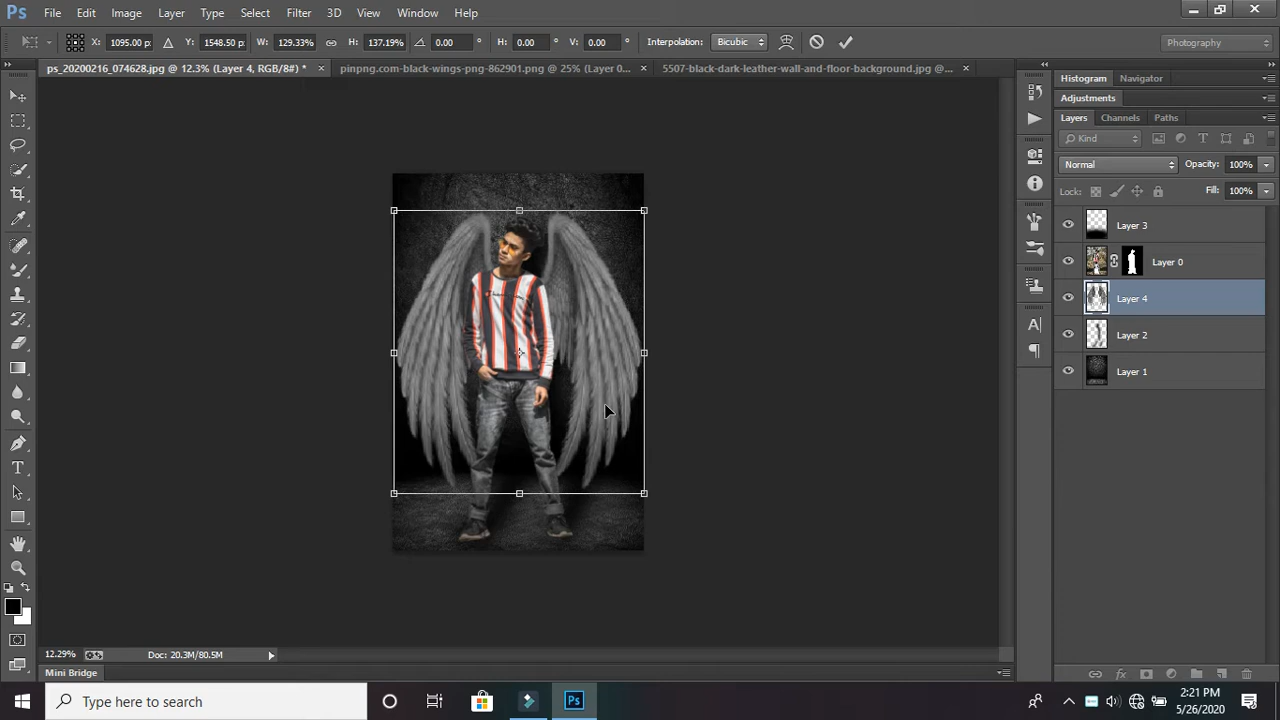 Ps File Edit Image Layer Type Select Filter 3D View Window Help
X: 1095.00 px Y: 1548.50 px W: 129.33% H: 137.19% 0.00 ° H: 0.00 ° V: 0.00 ° Interpolation: Bicubic Photography
ps_20200216_074628.jpg @ 12.3% (Layer 4, RGB/8#) * × pinpng.com-black-wings-png-862901.png @ 25% (Layer 0... × 5507-black-dark-leather-wall-and-floor-background.jpg @... ×
Histogram Navigator
Adjustments
Layers Channels Paths
Kind
Normal Opacity: 100%
Lock: Fill: 100%
Layer 3
Layer 0
Layer 4
Layer 2
Layer 1
12.29% Doc: 20.3M/80.5M
Mini Bridge
Type here to search
Ps
2:21 PM
5/26/2020